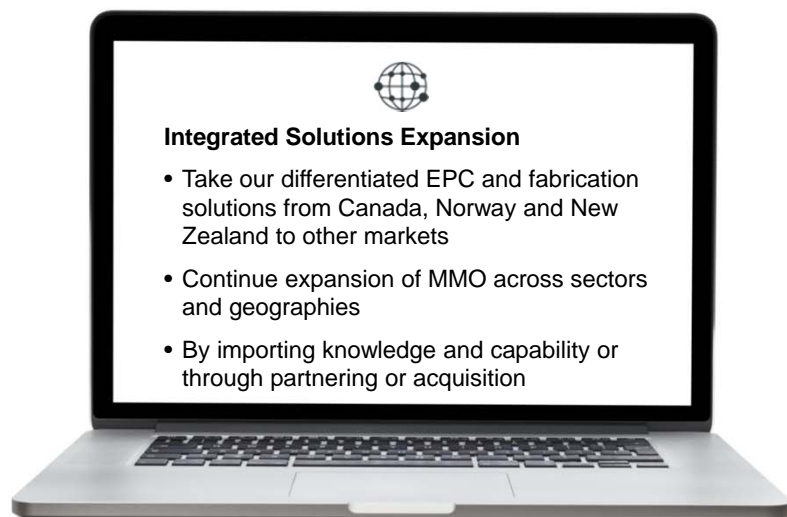 Integrated Solutions Expansion
• Take our differentiated EPC and fabrication
solutions from Canada, Norway and New
Zealand to other markets
• Continue expansion of MMO across sectors
and geographies
• By importing knowledge and capability or
through partnering or acquisition